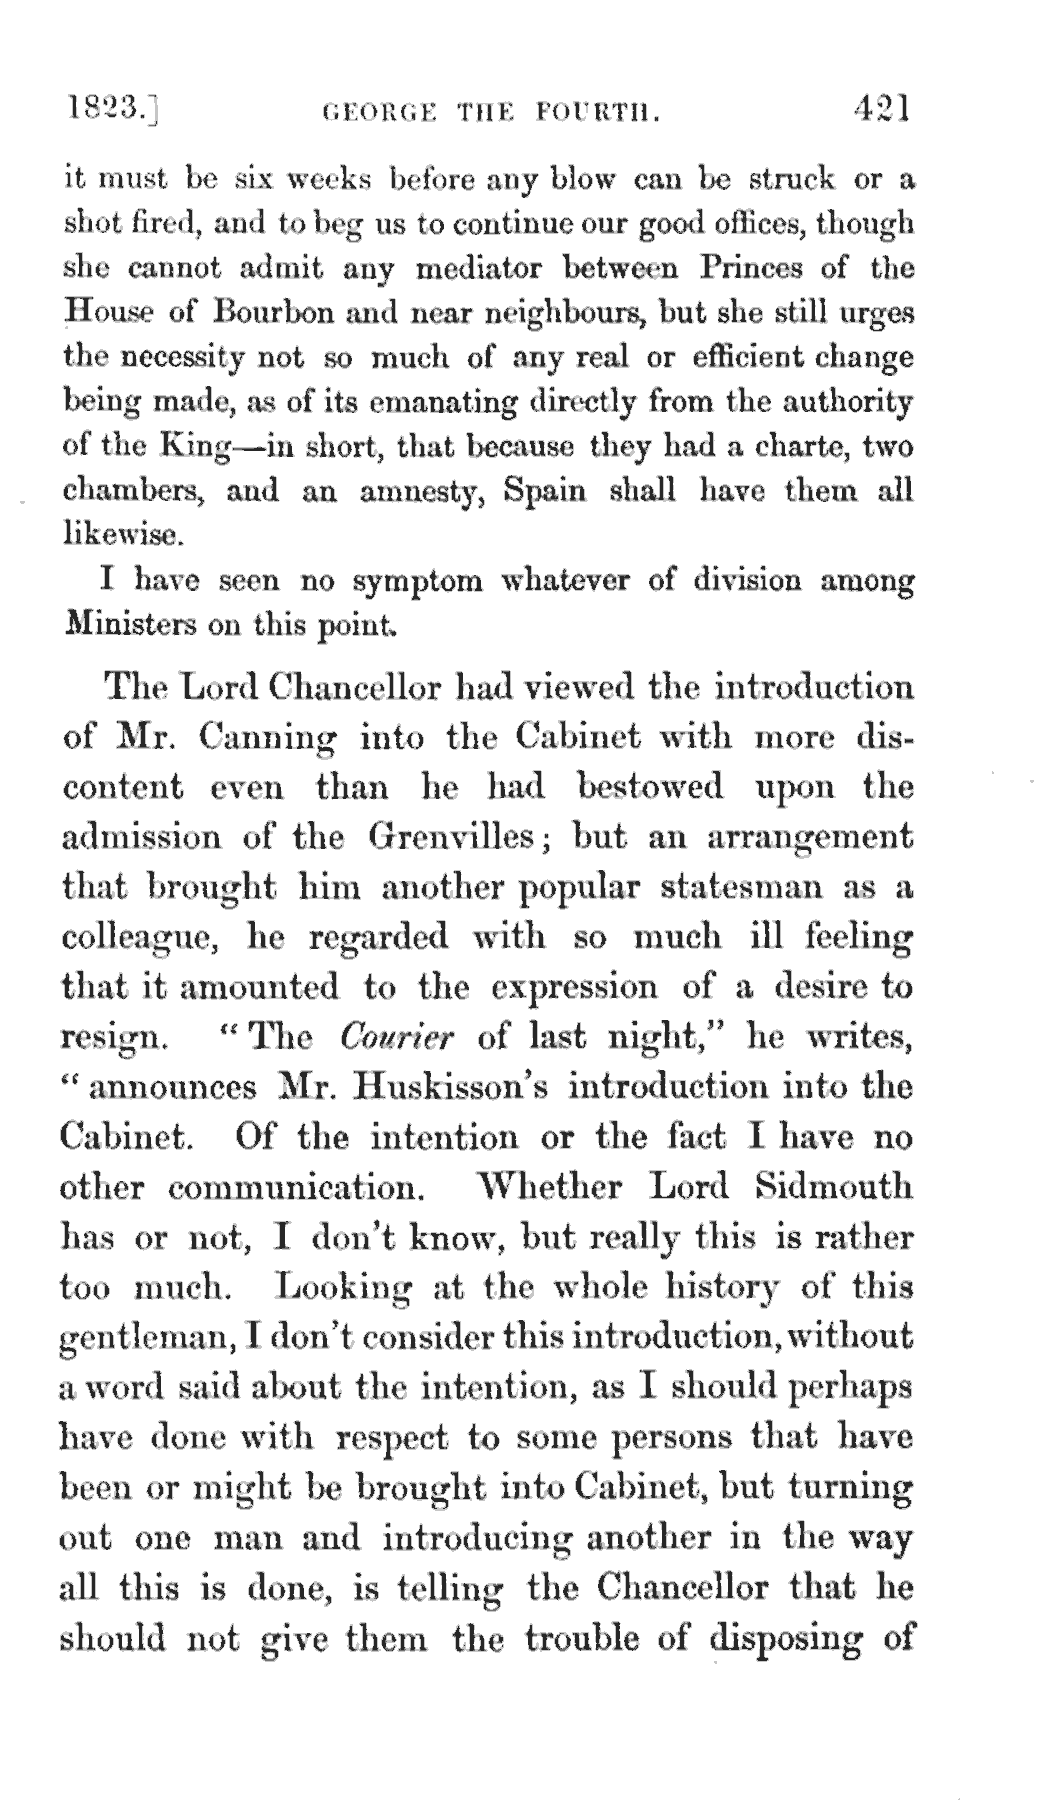 1823.] GEORGE THE FOURTH. 421
it must be six weeks before any blow can be struck or a
shot fired, and to beg us to continue our good offices, though
she cannot admit any mediator between Princes of the
House of Bourbon and near neighbours, but she still urges
the necessity not so much of any real or efficient change
being made, as of its emanating directly from the authority
of the King—in short, that because they had a charte, two
chambers, and an amnesty, Spain shall have them all
likewise.
I have seen no symptom whatever of division among
Ministers on this point.
The Lord Chancellor had viewed the introduction
of Mr. Canning into the Cabinet with more dis-
content even than he had bestowed upon the
admission of the Grenvilles; but an arrangement
that brought him another popular statesman as a
colleague, he regarded with so much ill feeling
that it amounted to the expression of a desire to
resign. “The Courier of last night,” he writes,
“announces Mr. Huskisson’s introduction into the
Cabinet. Of the intention or the fact I have no
other communication. Whether Lord Sidmouth
has or not, I don’t know, but really this is rather
too much. Looking at the whole history of this
gentleman, I don’t consider this introduction, without
a word said about the intention, as I should perhaps
have done with respect to some persons that have
been or might be brought into Cabinet, but turning
out one man and introducing another in the way
all this is done, is telling the Chancellor that he
should not give them the trouble of disposing of